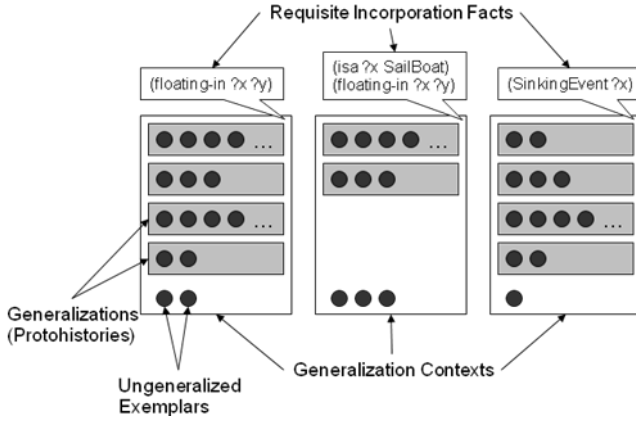 Requisite Incorporation Facts
(floating-in ?x ?y)
(isa ?x SailBoat)
(floating-in ?x ?y)
(SinkingEvent ?x)
...
...
...
...
Generalizations
(Protohistories)
Generalization Contexts
Ungeneralized
Exemplars